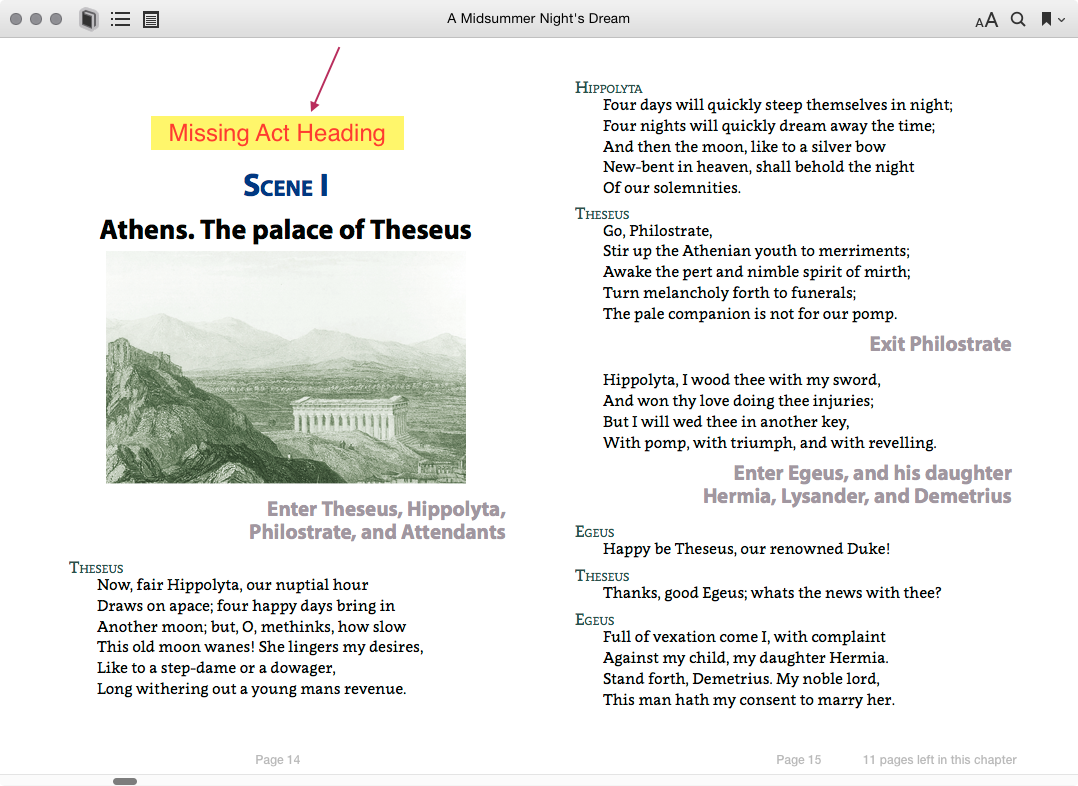 A Midsummer Night's Dream
AA
Missing Act Heading
Scene I
Athens. The palace of Theseus
Enter Theseus, Hippolyta,
Philostrate, and Attendants
Theseus
Now, fair Hippolyta, our nuptial hour
Draws on apace; four happy days bring in
Another moon; but, O, methinks, how slow
This old moon wanes! She lingers my desires,
Like to a step-dame or a dowager,
Long withering out a young mans revenue.
Page 14
Hippolyta
Four days will quickly steep themselves in night;
Four nights will quickly dream away the time;
And then the moon, like to a silver bow
New-bent in heaven, shall behold the night
Of our solemnities.
Theseus
Go, Philostrate,
Stir up the Athenian youth to merriments;
Awake the pert and nimble spirit of mirth;
Turn melancholy forth to funerals;
The pale companion is not for our pomp.
Exit Philostrate
Hippolyta, I wood thee with my sword,
And won thy love doing thee injuries;
But I will wed thee in another key,
With pomp, with triumph, and with revelling.
Enter Egeus, and his daughter
Hermia, Lysander, and Demetrius
Egeus
Happy be Theseus, our renowned Duke!
Theseus
Thanks, good Egeus; whats the news with thee?
Egeus
Full of vexation come I, with complaint
Against my child, my daughter Hermia.
Stand forth, Demetrius. My noble lord,
This man hath my consent to marry her.
Page 15 11 pages left in this chapter